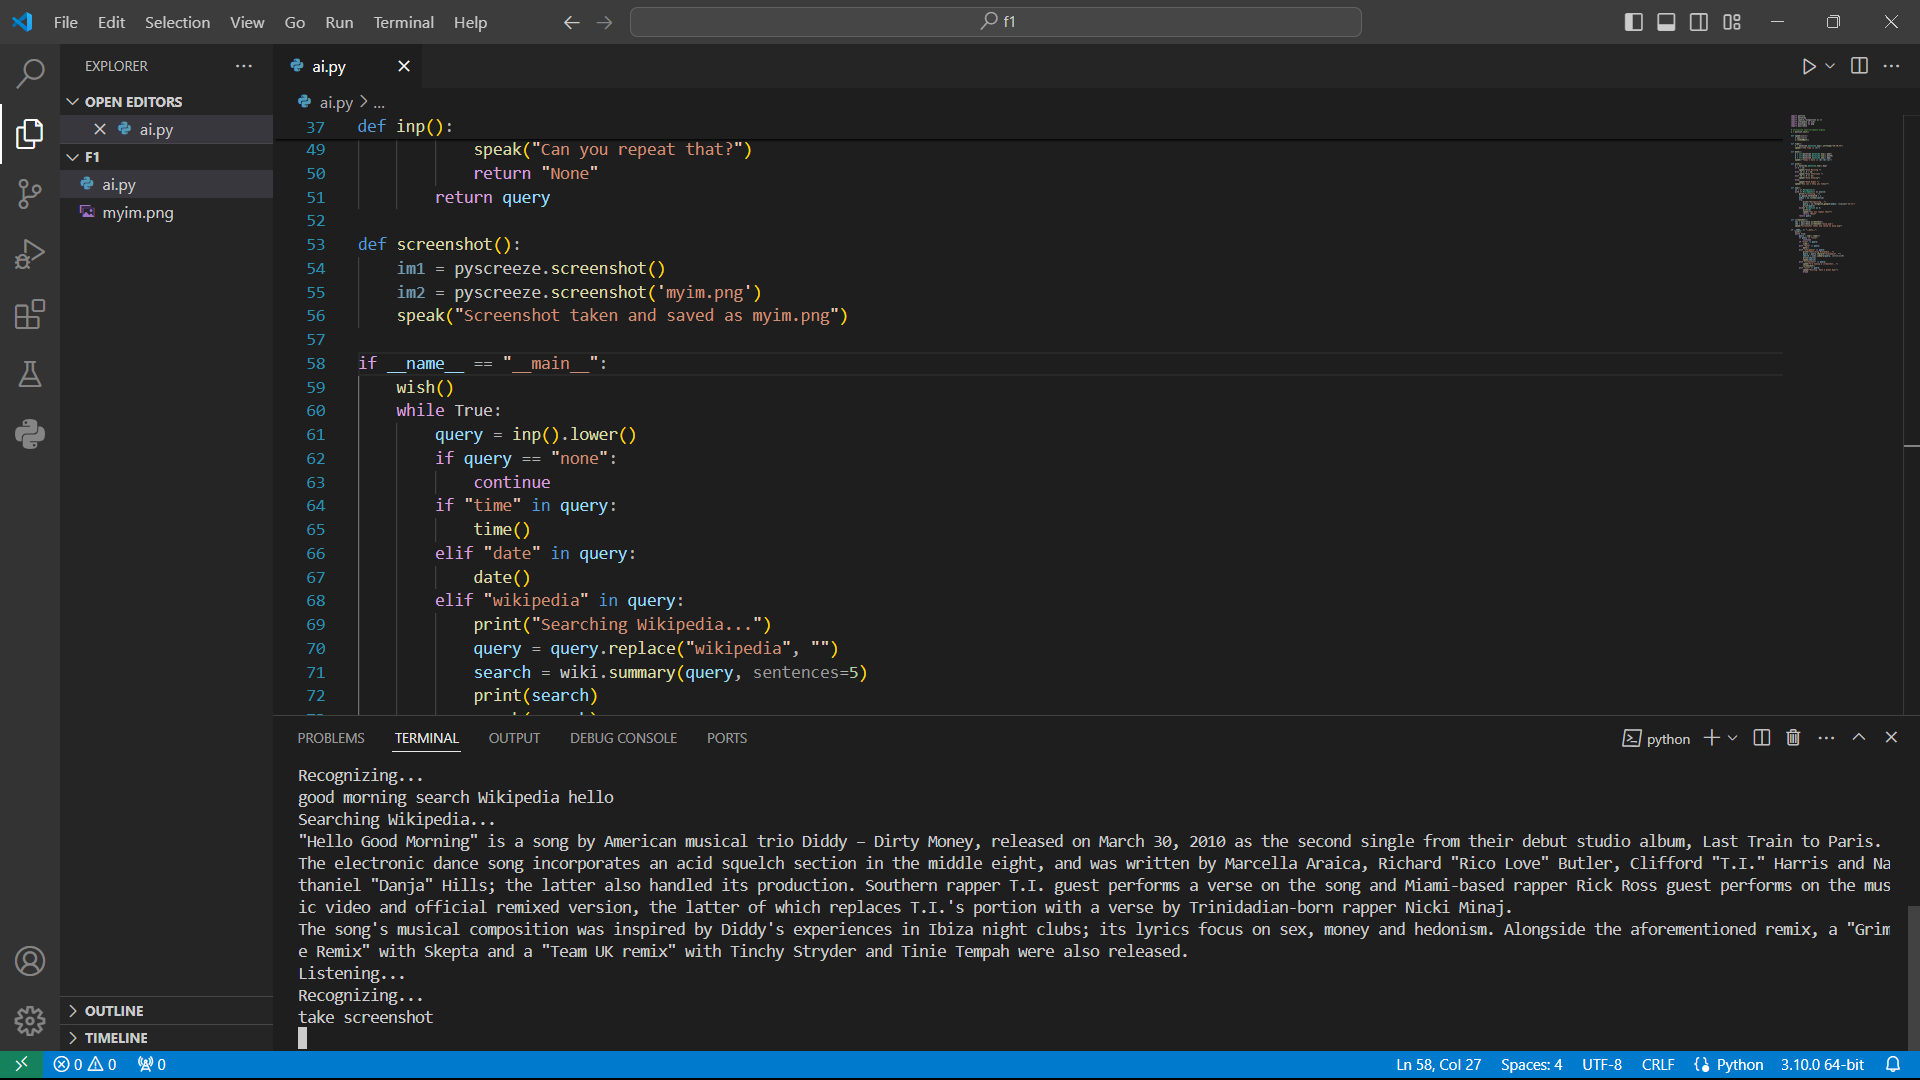 File Edit Selection View Go Run Terminal Help
f1
EXPLORER
OPEN EDITORS
ai.py
F1
ai.py
myim.png
OUTLINE
TIMELINE
ai.py
ai.py > ...
37 def inp():
49 speak("Can you repeat that?")
50 return "None"
51 return query
52
53 def screenshot():
54 im1 = pyscreeze.screenshot()
55 im2 = pyscreeze.screenshot('myim.png')
56 speak("Screenshot taken and saved as myim.png")
57
58 if __name__ == "__main__":
59 wish()
60 while True:
61 query = inp().lower()
62 if query == "none":
63 continue
64 if "time" in query:
65 time()
66 elif "date" in query:
67 date()
68 elif "wikipedia" in query:
69 print("Searching Wikipedia...")
70 query = query.replace("wikipedia", "")
71 search = wiki.summary(query, sentences=5)
72 print(search)
PROBLEMS TERMINAL OUTPUT DEBUG CONSOLE PORTS
python
Recognizing...
good morning search Wikipedia hello
Searching Wikipedia...
"Hello Good Morning" is a song by American musical trio Diddy – Dirty Money, released on March 30, 2010 as the second single from their debut studio album, Last Train to Paris.
The electronic dance song incorporates an acid squelch section in the middle eight, and was written by Marcella Araica, Richard "Rico Love" Butler, Clifford "T.I." Harris and Na
thaniel "Danja" Hills; the latter also handled its production. Southern rapper T.I. guest performs a verse on the song and Miami-based rapper Rick Ross guest performs on the mus
ic video and official remixed version, the latter of which replaces T.I.'s portion with a verse by Trinidadian-born rapper Nicki Minaj.
The song's musical composition was inspired by Diddy's experiences in Ibiza night clubs; its lyrics focus on sex, money and hedonism. Alongside the aforementioned remix, a "Grim
e Remix" with Skepta and a "Team UK remix" with Tinchy Stryder and Tinie Tempah were also released.
Listening...
Recognizing...
take screenshot
0 0 0
Ln 58, Col 27 Spaces: 4 UTF-8 CRLF Python 3.10.0 64-bit